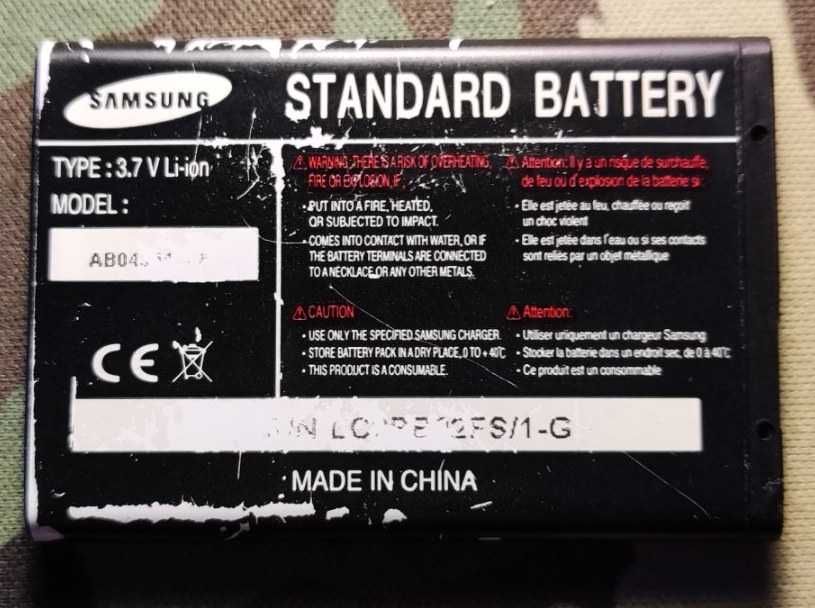 SAMSUNG
STANDARD BATTERY
TYPE : 3.7 V Li-ion
MODEL :
WARNING: THERE IS A RISK OF OVERHEATING,
FIRE OR EXPLOSION, IF
• PUT INTO A FIRE, HEATED,
OR SUBJECTED TO IMPACT.
• COMES INTO CONTACT WITH WATER, OR IF
THE BATTERY TERMINALS ARE CONNECTED
TO A NECKLACE OR ANY OTHER METALS.
CAUTION
• USE ONLY THE SPECIFIED SAMSUNG CHARGER.
• STORE BATTERY PACK IN A DRY PLACE, 0 TO + 40℃
• THIS PRODUCT IS A CONSUMABLE.
Attention: Il y a un risque de surchauffe,
de feu ou d'explosion de la batterie si:
• Elle est jetée au feu, chauffée ou reçoit
un choc violent
• Elle est jetée dans l'eau ou si ses contacts
sont reliés par un objet métallique
Attention:
• Utiliser uniquement un chargeur Samsung
• Stocker la batterie dans un endroit sec, de 0 à 40℃
• Ce produit est un consommable
CE
MADE IN CHINA